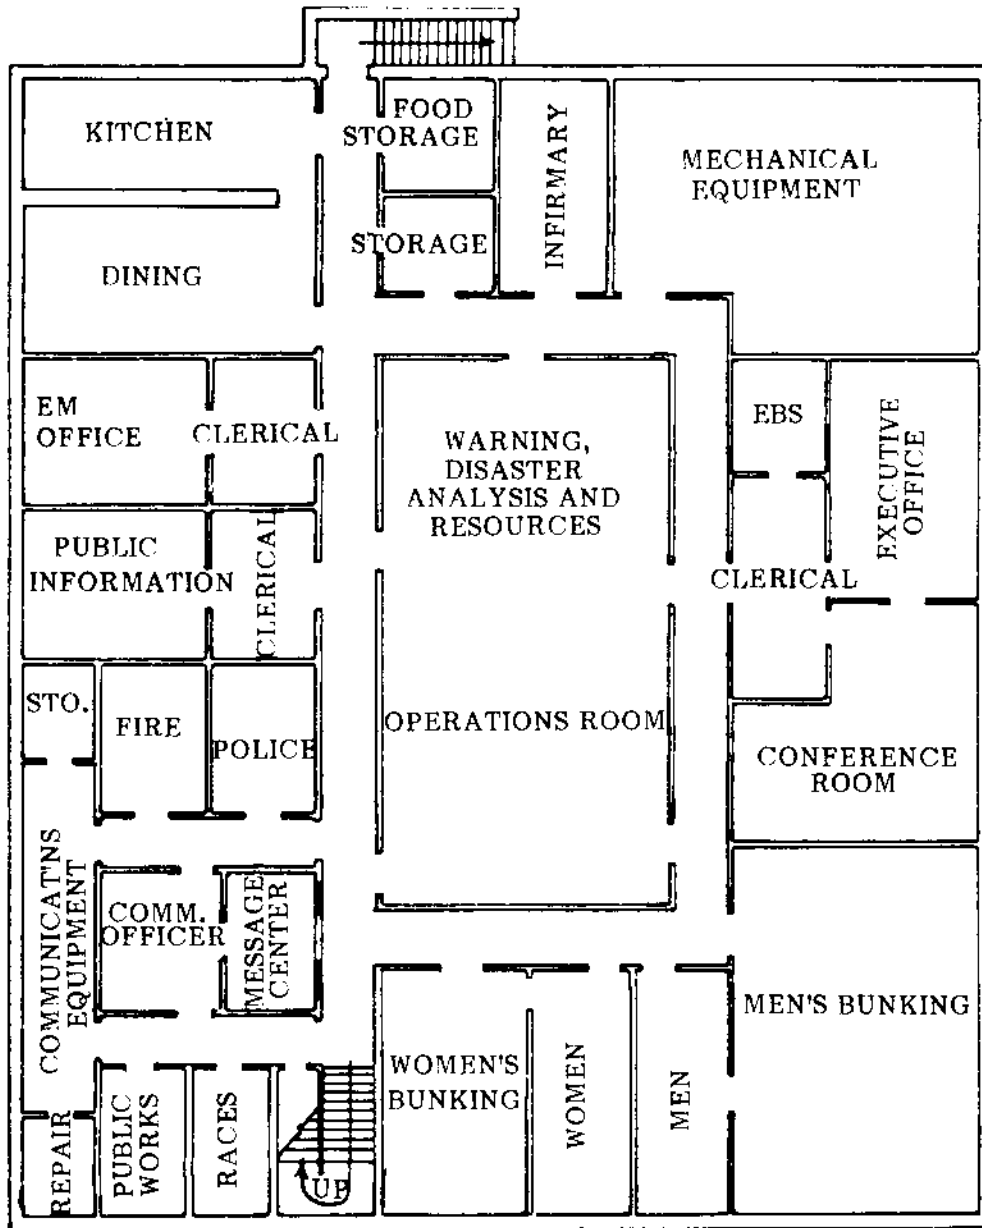 KITCHEN
FOOD
STORAGE
INFIRMARY
MECHANICAL
EQUIPMENT
STORAGE
DINING
EM
OFFICE
CLERICAL
WARNING,
DISASTER
ANALYSIS AND
RESOURCES
EBS
EXECUTIVE
OFFICE
PUBLIC
INFORMATION
CLERICAL
CLERICAL
STO.
FIRE
POLICE
OPERATIONS ROOM
CONFERENCE
ROOM
COMMUNICAT'NS
EQUIPMENT
COMM.
OFFICER
MESSAGE
CENTER
MEN'S BUNKING
WOMEN'S
BUNKING
WOMEN
MEN
REPAIR
PUBLIC
WORKS
RACES
UP